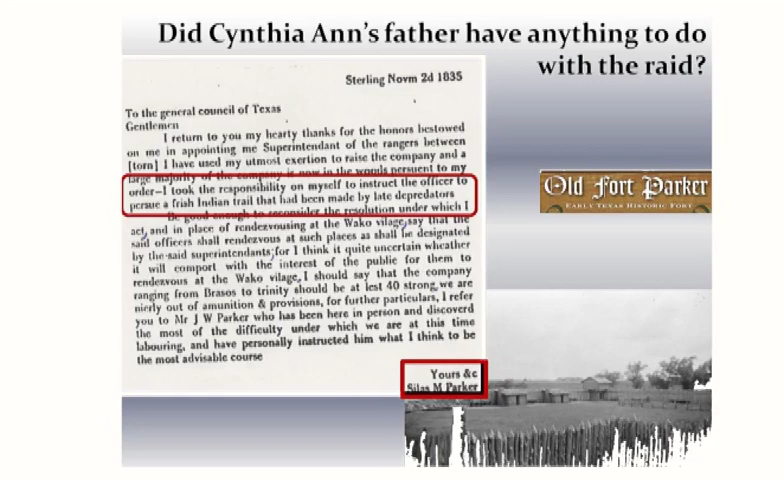 Did Cynthia Ann's father have anything to do
with the raid?
Sterling Novm 2d 1835
To the general council of Texas
Gentlemen
I return to you my hearty thanks for the honors bestowed
on me in appointing me Superintendant of the rangers between
[torn] I have used my utmost exertion to raise the company and a
large majority of the company is now in the woods persuent to my
order—I took the responsibility on myself to instruct the officer to
persue a frish Indian trail that had been made by late depredators
Be good enough to reconsider the resolution under which I
act, and in place of rendezvousing at the Wako vilage, say that the
said officers shall rendezvous at such places as shall be designated
by the said superintendants; for I think it quite uncertain wheather
it will comport with the interest of the public for them to
rendezvous at the Wako vilage, I should say that the company
ranging from Brasos to trinity should be at lest 40 strong, we are
nierly out of amunition & provisions, for further particulars, I refer
you to Mr J W Parker who has been here in person and discoverd
the most of the difficulty under which we are at this time
labouring, and have personally instructed him what I think to be
the most advisable course
Yours &c
Silas M Parker
Old Fort Parker
EARLY TEXAS HISTORIC FORT